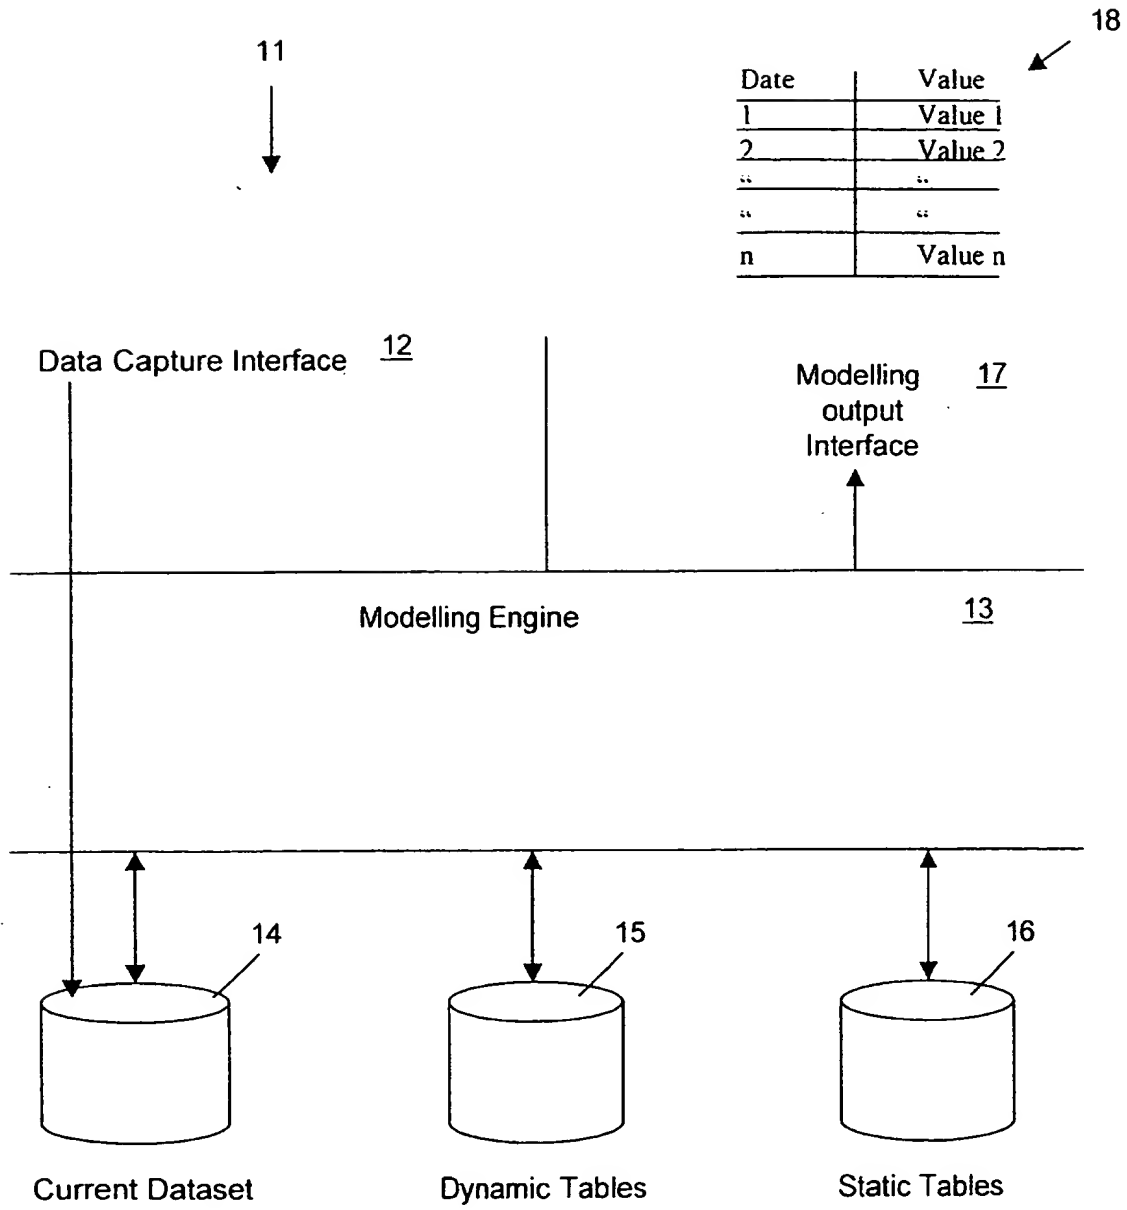 18
11
Date Value
1 Value 1
2 Value 2
“ “
“ “
n Value n
Data Capture Interface 12
Modelling 17
output
Interface
Modelling Engine 13
14 15 16
Current Dataset Dynamic Tables Static Tables